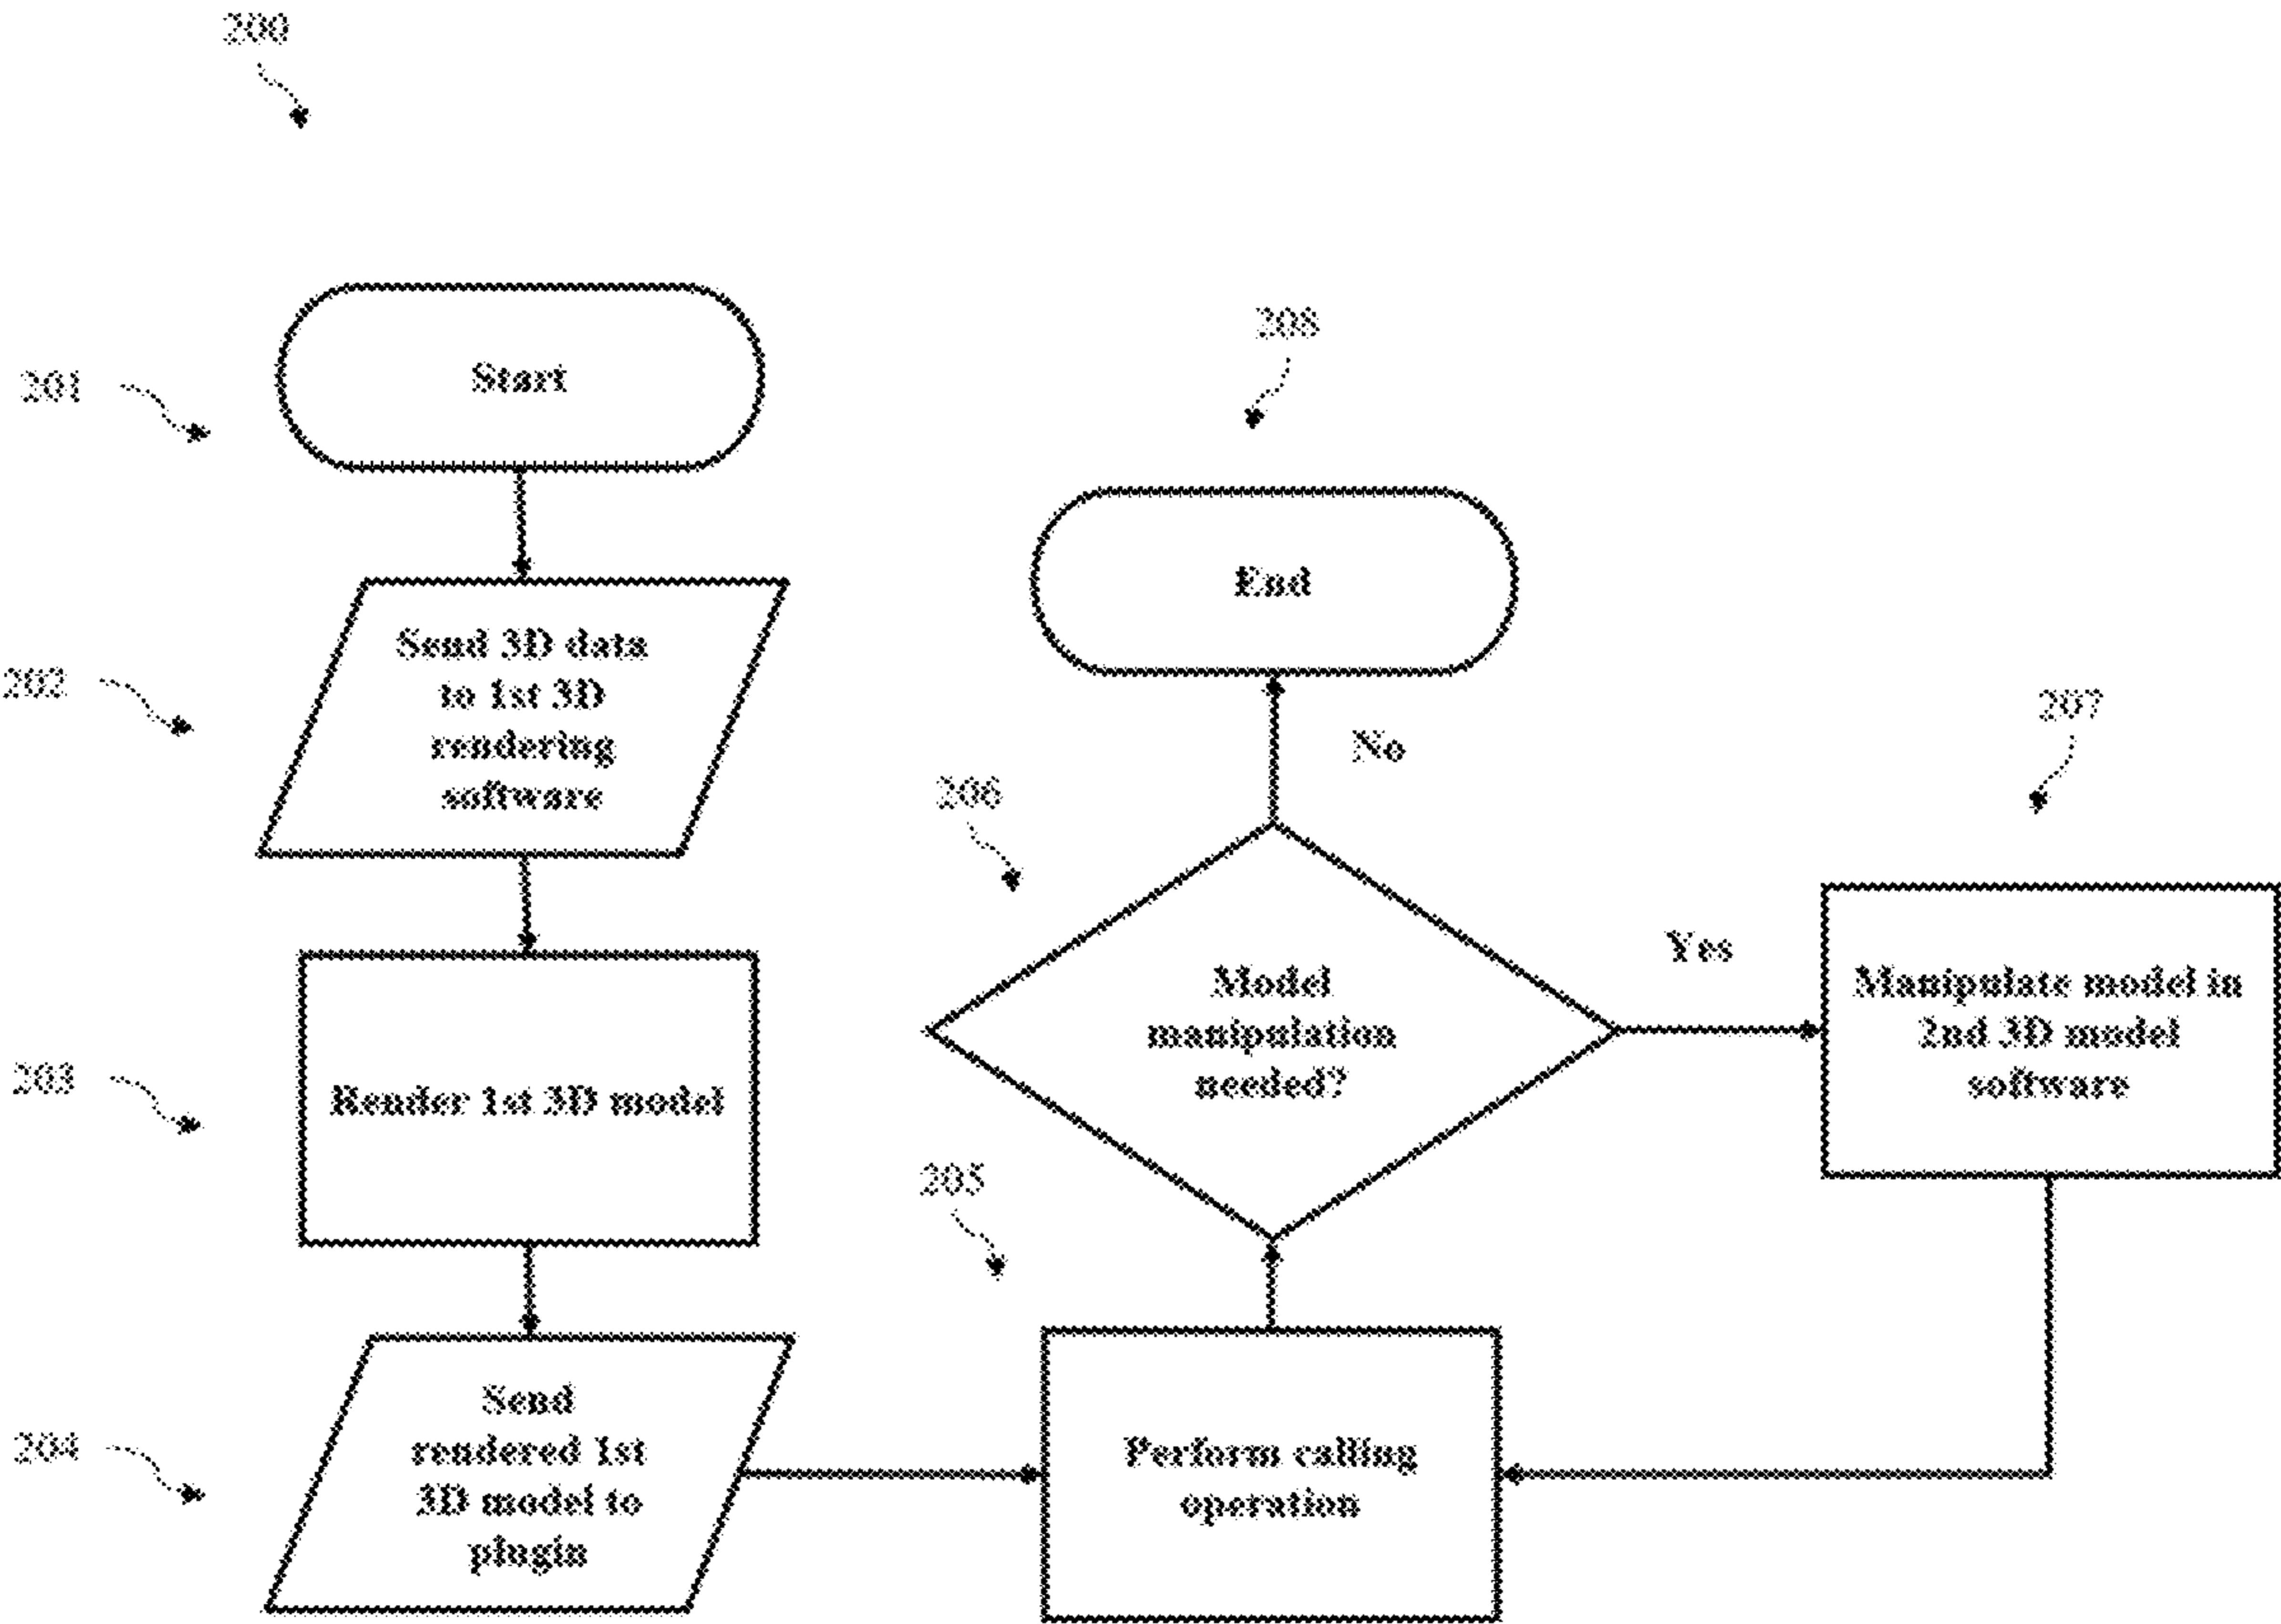 200
201
Start
202
Send 3D data
to 1st 3D
rendering
software
203
Render 1st 3D model
204
Send
rendered 1st
3D model to
plugin
205
Perform calling
operation
206
Model
manipulation
needed?
Yes
No
207
Manipulate model in
2nd 3D model
software
208
End